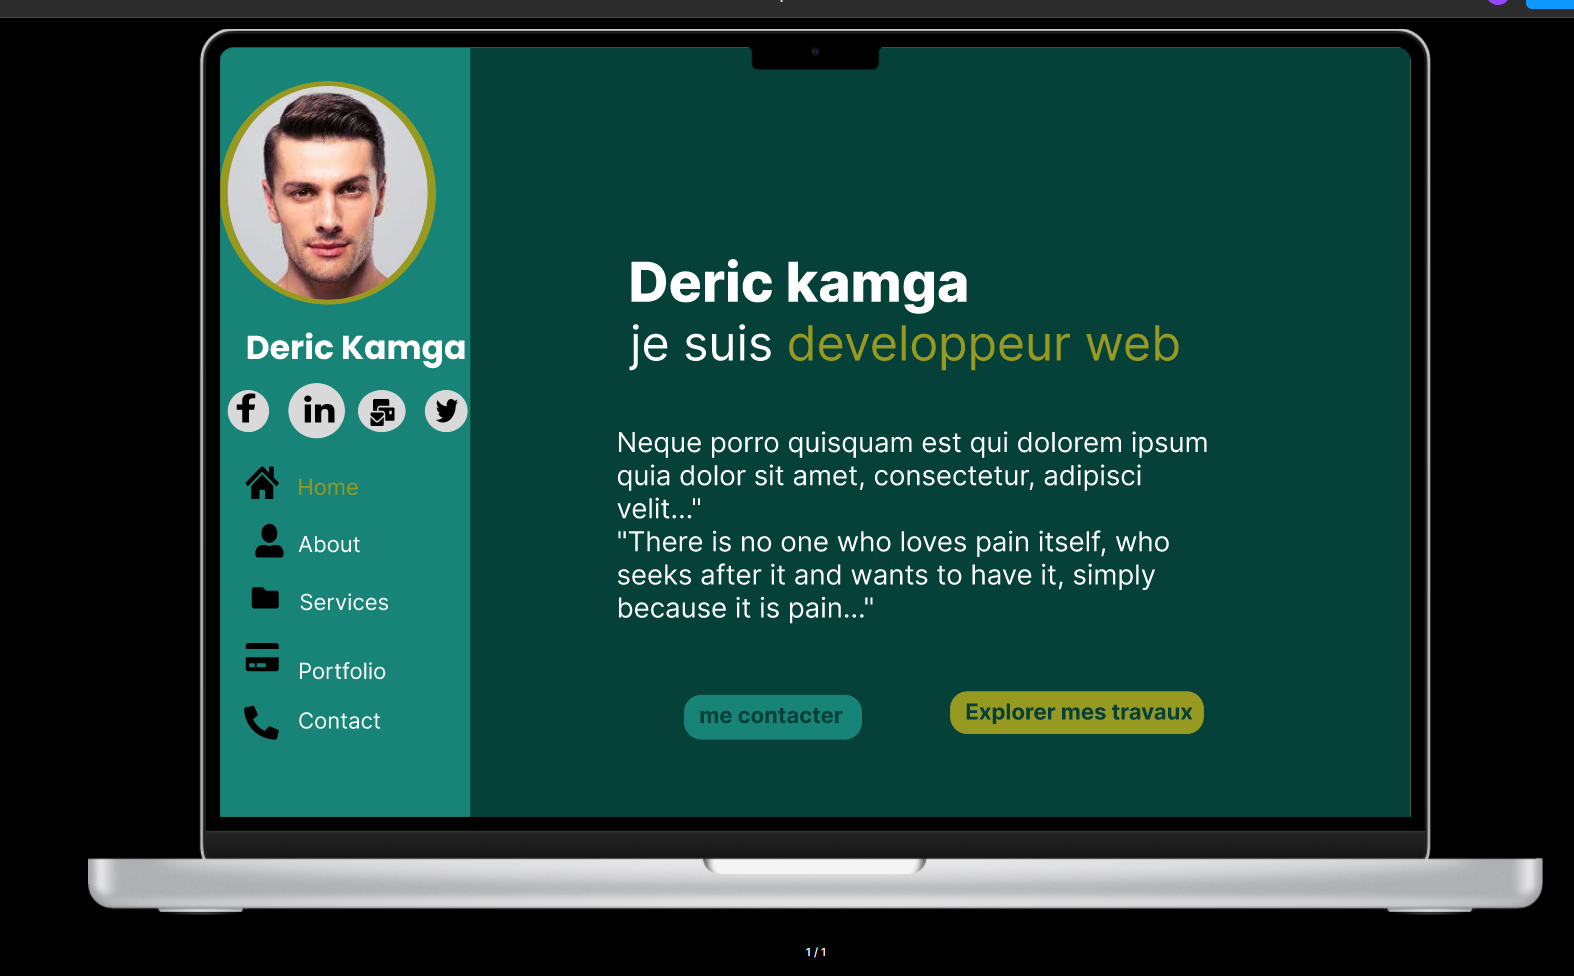 Deric Kamga
f
in
Home
About
Services
Portfolio
Contact
Deric kamga
je suis developpeur web
Neque porro quisquam est qui dolorem ipsum
quia dolor sit amet, consectetur, adipisci
velit..."
"There is no one who loves pain itself, who
seeks after it and wants to have it, simply
because it is pain..."
me contacter
Explorer mes travaux
1 / 1